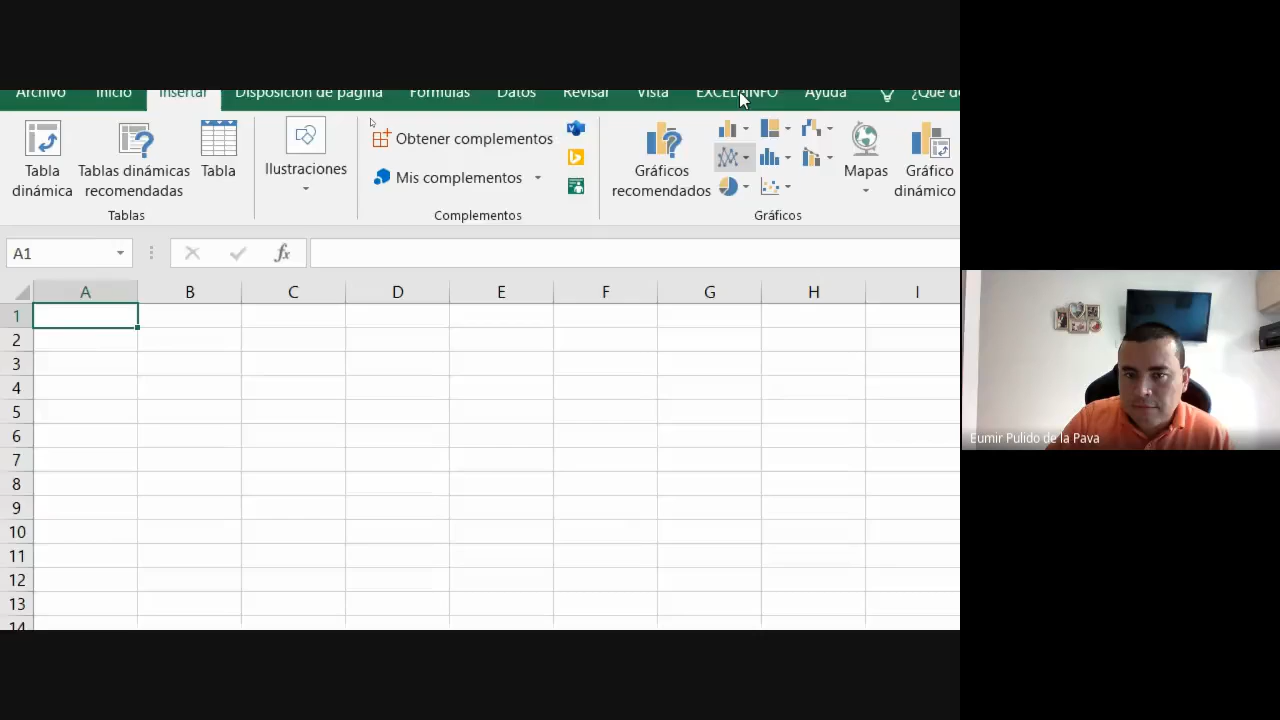 Archivo Inicio Insertar Disposición de página Fórmulas Datos Revisar Vista EXCELeINFO Ayuda ¿Qué de
Tabla dinámica
Tablas dinámicas recomendadas
Tabla
Tablas
Ilustraciones
Obtener complementos
Mis complementos
Complementos
Gráficos recomendados
Mapas
Gráfico dinámico
Gráficos
A1
fx
A B C D E F G H I
1
2
3
4
5
6
7
8
9
10
11
12
13
14
Eumir Pulido de la Pava